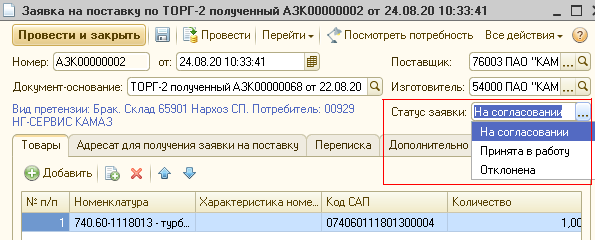 Заявка на поставку по ТОРГ-2 полученный АЗК00000002 от 24.08.20 10:33:41
Провести и закрыть Провести Перейти Посмотреть потребность Все действия ?
Номер: АЗК00000002 от: 24.08.20 10:33:41 Поставщик: 76003 ПАО "КАМ ...
Документ-основание: ТОРГ-2 полученный АЗК00000068 от 22.08.20 Изготовитель: 54000 ПАО "КАМ ...
Вид претензии: Брак. Склад 65901 Нархоз СП. Потребитель: 00929
НГ-СЕРВИС КАМАЗ
Статус заявки: На согласовании ...
На согласовании
Принята в работу
Отклонена
Товары Адресат для получения заявки на поставку Переписка Дополнительно
Добавить
№ п/п Номенклатура Характеристика номе... Код САП Количество
1 740.60-1118013 - турб... 074060111801300004 1,00